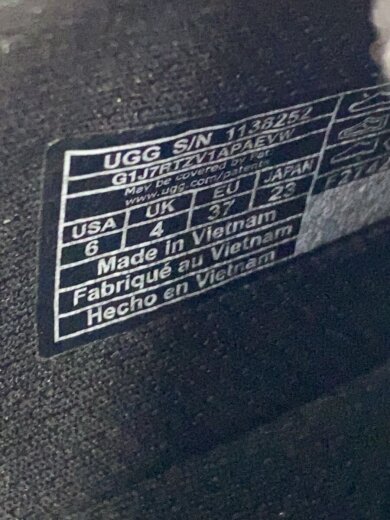 UGG S/N 1136252
G1J7RTZV1APAEVW
May be covered by Pat
www.ugg.com/patents
USA UK EU JAPAN
6 4 37 23
Made in Vietnam
Fabriqué au Vietnam
Hecho en Vietnam